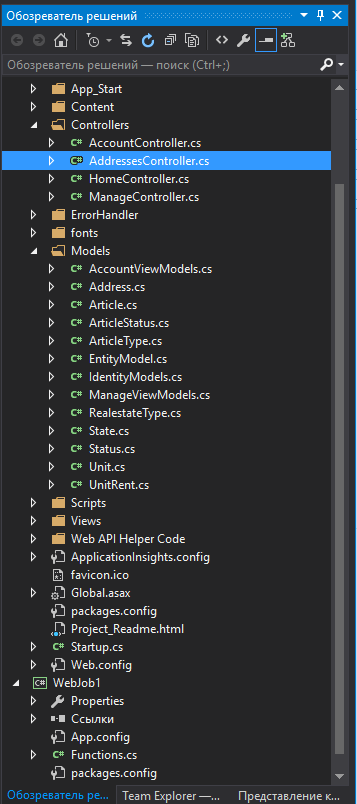 Обозреватель решений
Обозреватель решений — поиск (Ctrl+;)
App_Start
Content
Controllers
C# AccountController.cs
C# AddressesController.cs
C# HomeController.cs
C# ManageController.cs
ErrorHandler
fonts
Models
C# AccountViewModels.cs
C# Address.cs
C# Article.cs
C# ArticleStatus.cs
C# ArticleType.cs
C# EntityModel.cs
C# IdentityModels.cs
C# ManageViewModels.cs
C# RealestateType.cs
C# State.cs
C# Status.cs
C# Unit.cs
C# UnitRent.cs
Scripts
Views
Web API Helper Code
ApplicationInsights.config
favicon.ico
Global.asax
packages.config
Project_Readme.html
C# Startup.cs
Web.config
C# WebJob1
Properties
Ссылки
App.config
C# Functions.cs
packages.config
Обозреватель ре... Team Explorer —... Представление к...